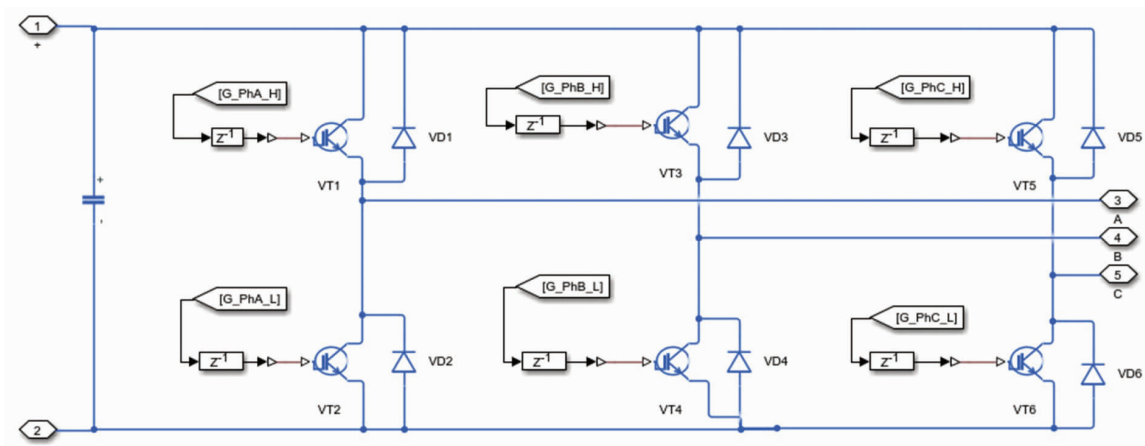 1
+
[G_PhA_H]
[G_PhB_H]
[G_PhC_H]
z-1
z-1
z-1
VD1
VD3
VD5
VT1
VT3
VT5
+
-
3
A
4
B
5
C
[G_PhA_L]
[G_PhB_L]
[G_PhC_L]
z-1
z-1
z-1
VD2
VD4
VD6
VT2
VT4
VT6
2
-